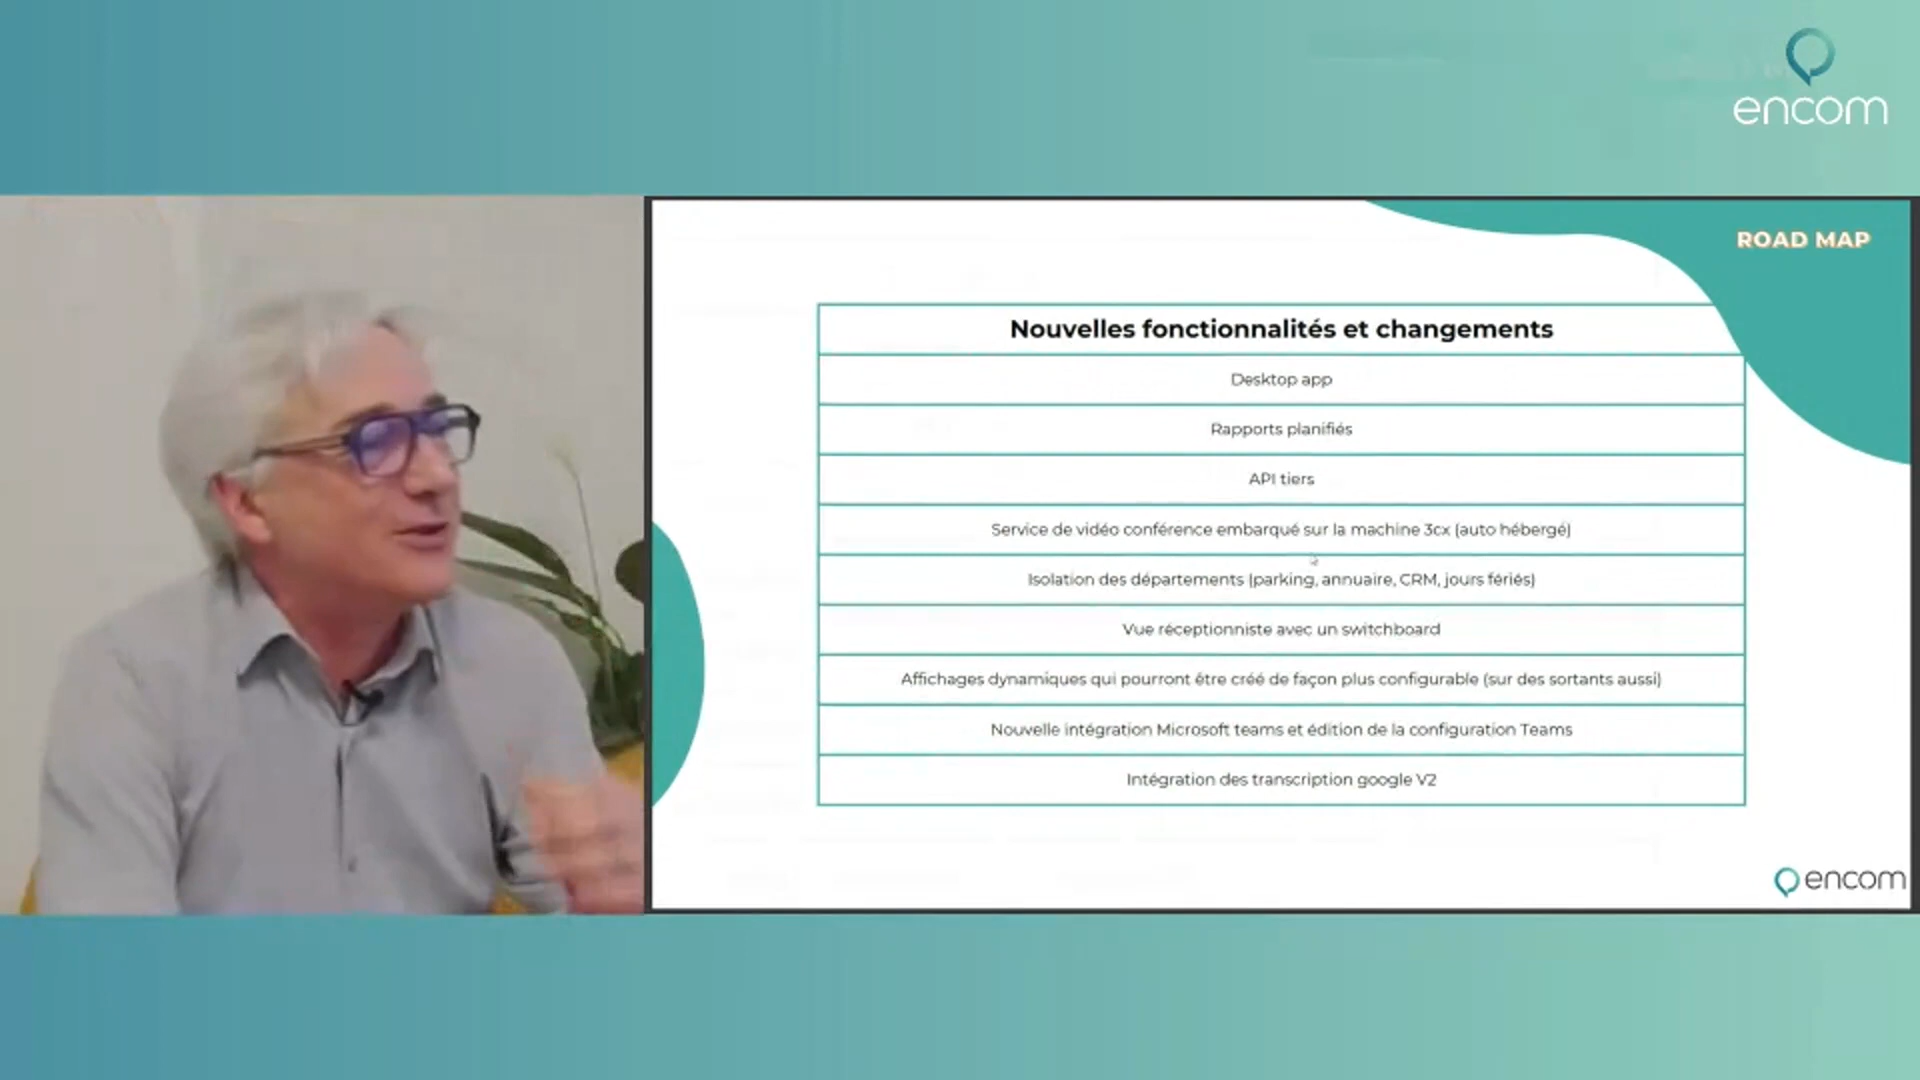 encom
ROAD MAP
Nouvelles fonctionnalités et changements
Desktop app
Rapports planifiés
API tiers
Service de vidéo conférence embarqué sur la machine 3cx (auto hébergé)
Isolation des départements (parking, annuaire, CRM, jours fériés)
Vue réceptionniste avec un switchboard
Affichages dynamiques qui pourront être créé de façon plus configurable (sur des sortants aussi)
Nouvelle intégration Microsoft teams et édition de la configuration Teams
Intégration des transcription google V2
encom